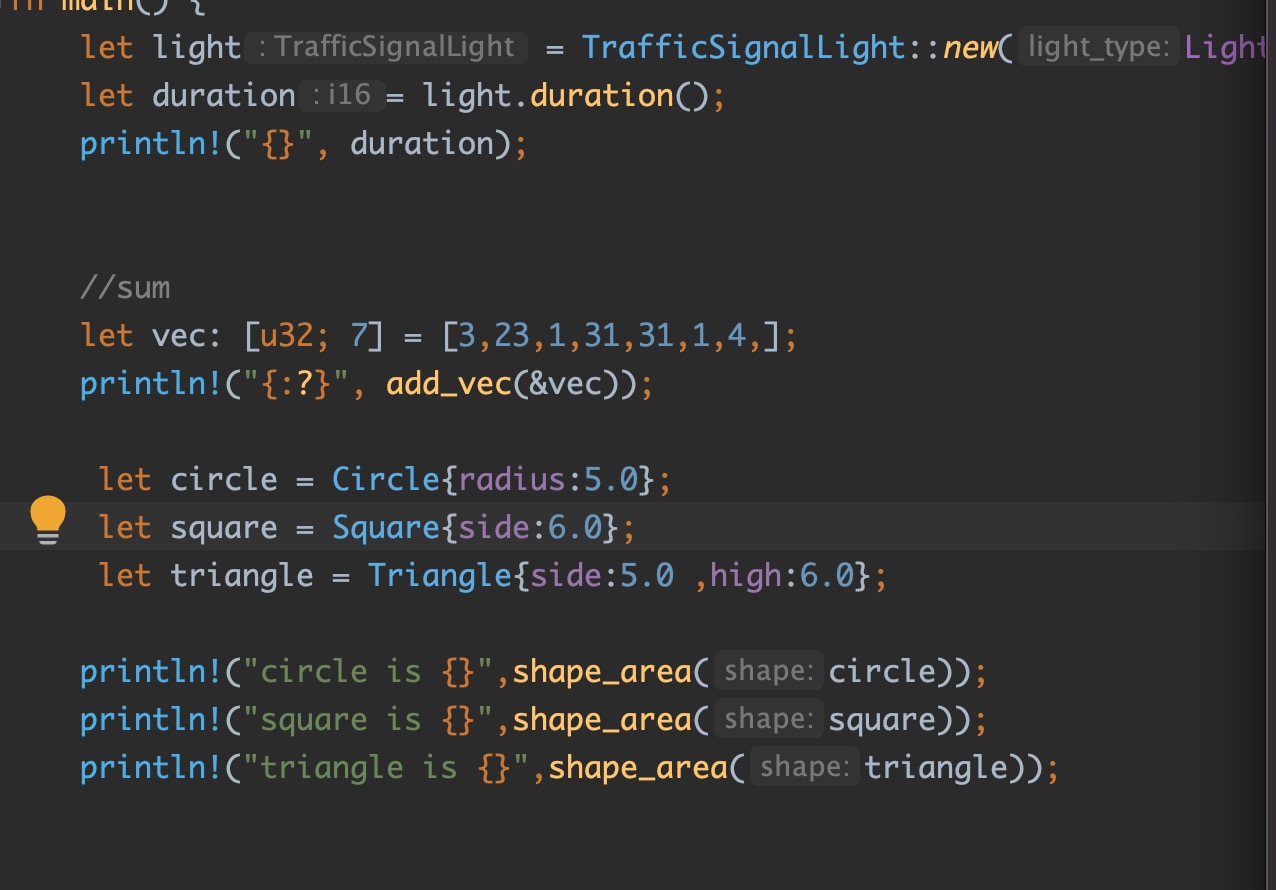 fn main() {
let light : TrafficSignalLight = TrafficSignalLight::new( light_type: Light
let duration : i16 = light.duration();
println!("{}", duration);
//sum
let vec: [u32; 7] = [3,23,1,31,31,1,4,];
println!("{:?}", add_vec(&vec));
let circle = Circle{radius:5.0};
let square = Square{side:6.0};
let triangle = Triangle{side:5.0 ,high:6.0};
println!("circle is {}",shape_area( shape: circle));
println!("square is {}",shape_area( shape: square));
println!("triangle is {}",shape_area( shape: triangle));